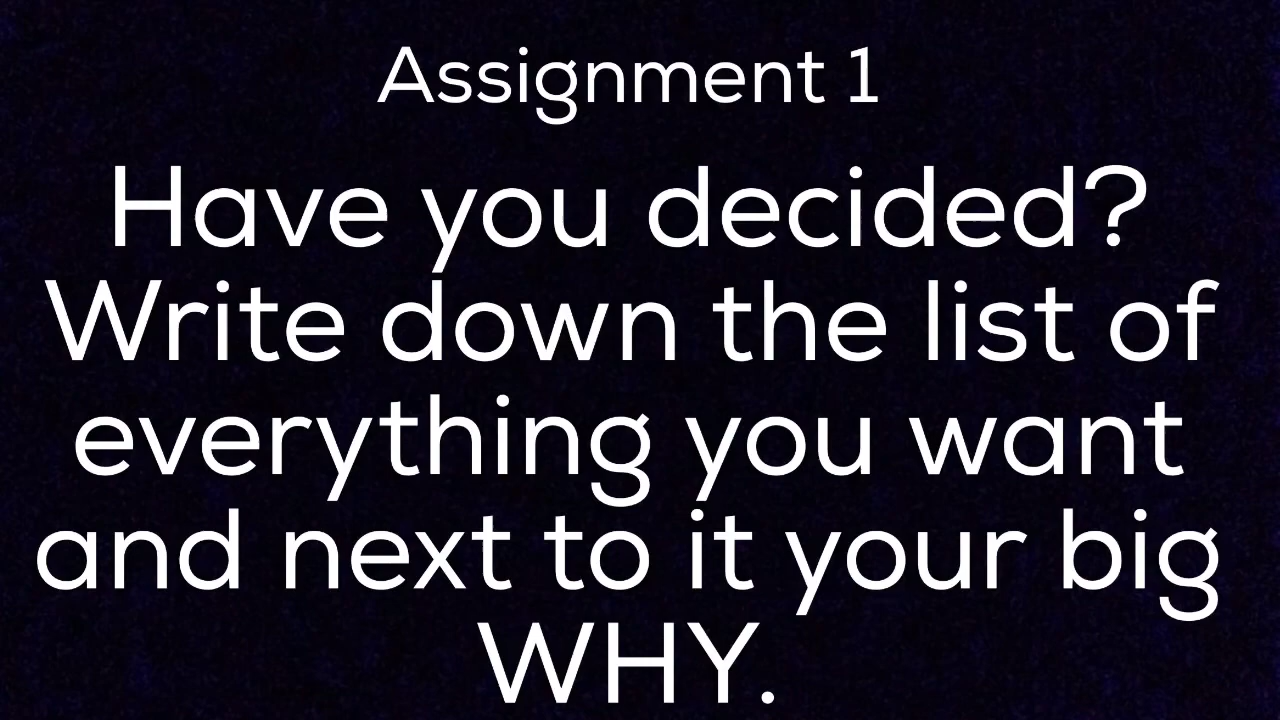 Assignment 1
Have you decided?
Write down the list of
everything you want
and next to it your big
WHY.